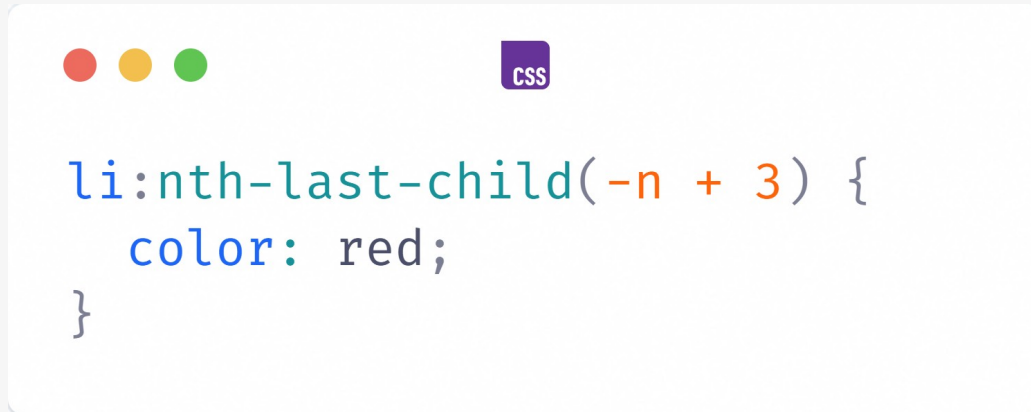 CSS
li:nth-last-child(-n + 3) {
  color: red;
}